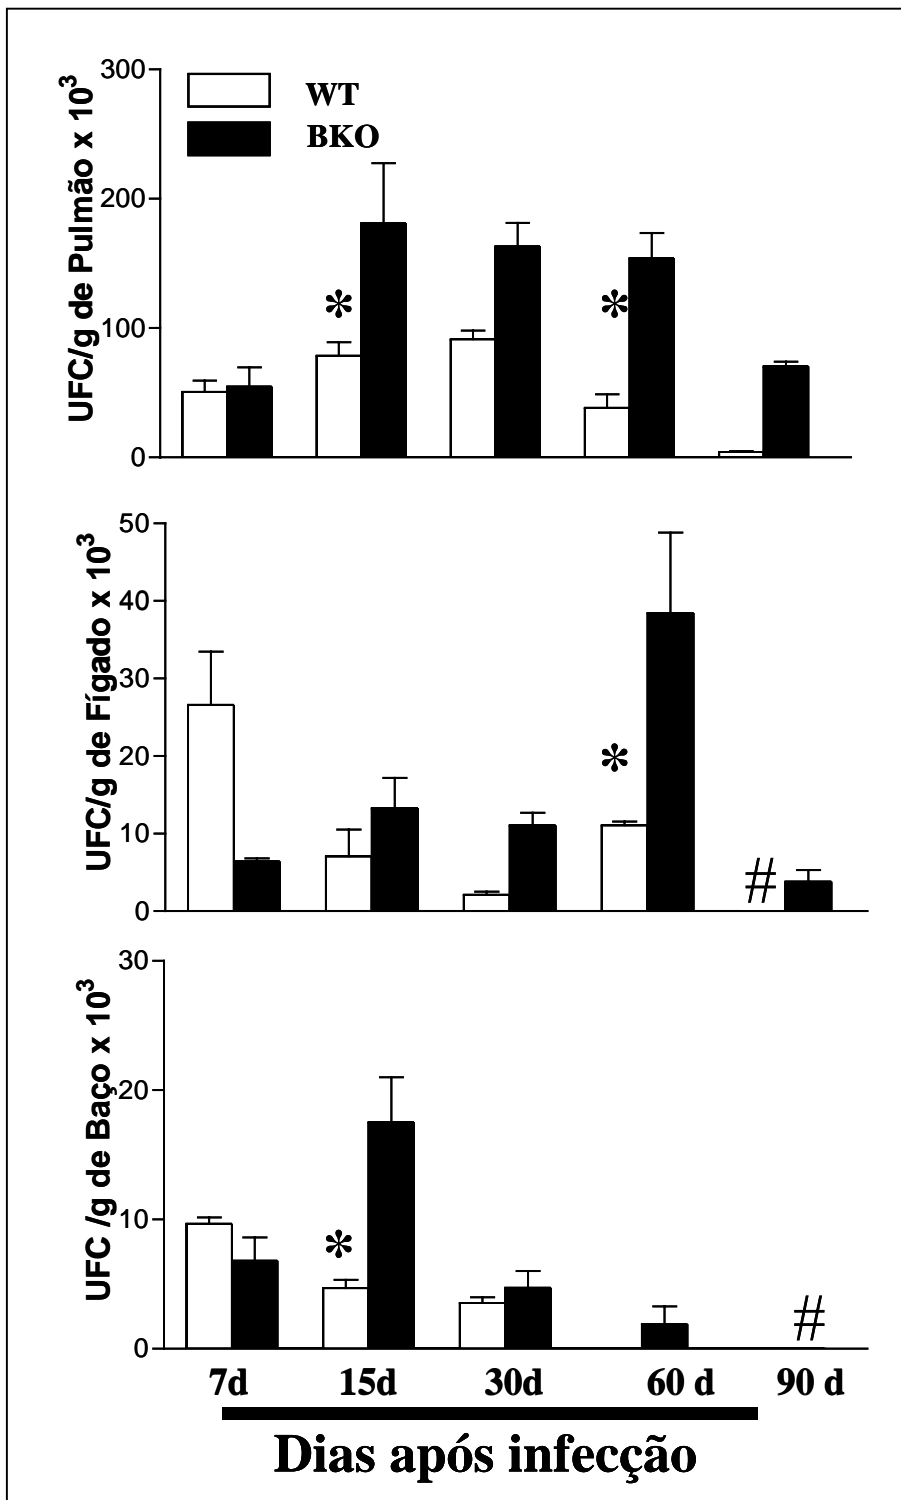 WT
BKO
UFC/g de Pulmão x 10³
300
200
100
0
*
*
UFC/g de Fígado x 10³
50
40
30
20
10
0
*
#
UFC /g de Baço x 10³
30
20
10
0
*
#
7d 15d 30d 60 d 90 d
Dias após infecção